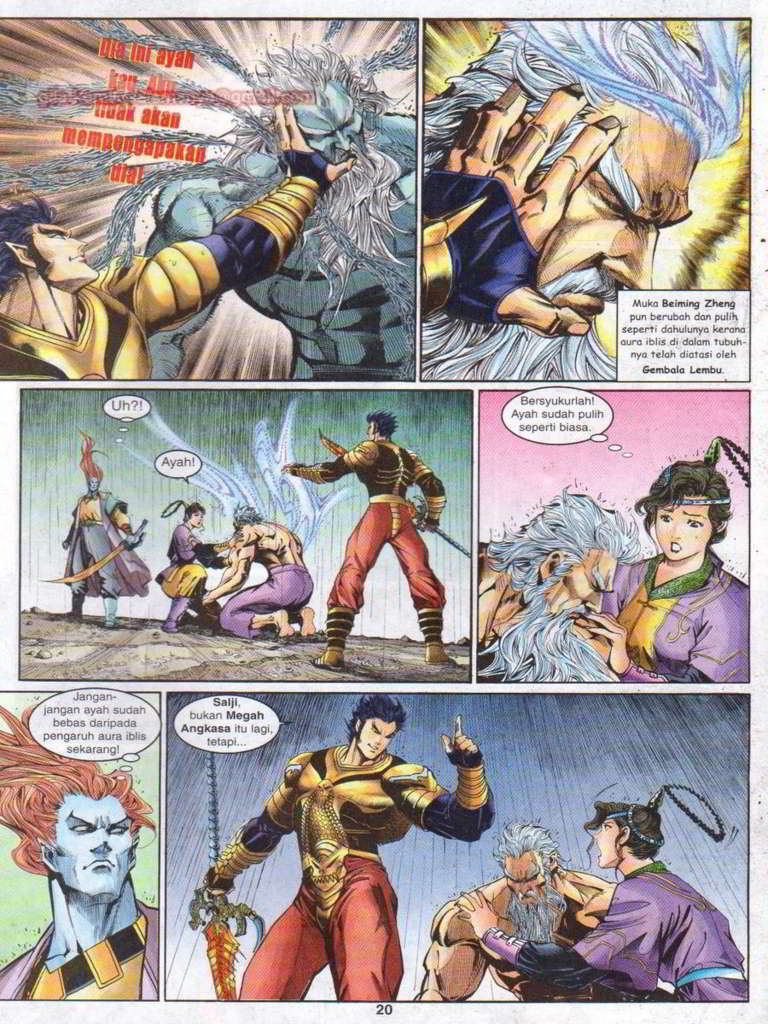 Dia ini ayah
kau. Aku
tidak akan
mempengapakan
dia!
Muka Beiming Zheng
pun berubah dan pulih
seperti dahulunya kerana
aura iblis di dalam tubuh-
nya telah diatasi oleh
Gembala Lembu.
Uh?!
Ayah!
Bersyukurlah!
Ayah sudah pulih
seperti biasa.
Jangan-
jangan ayah sudah
bebas daripada
pengaruh aura iblis
sekarang!
Salji,
bukan Megah
Angkasa itu lagi,
tetapi...
20